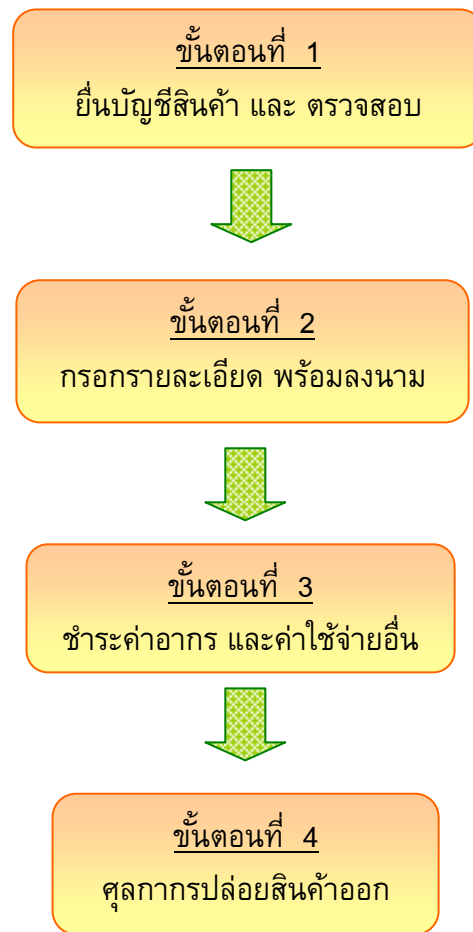 ขั้นตอนที่ 1
ยื่นบัญชีสินค้า และ ตรวจสอบ
ขั้นตอนที่ 2
กรอกรายละเอียด พร้อมลงนาม
ขั้นตอนที่ 3
ชำระค่าอากร และค่าใช้จ่ายอื่น
ขั้นตอนที่ 4
ศุลกากรปล่อยสินค้าออก